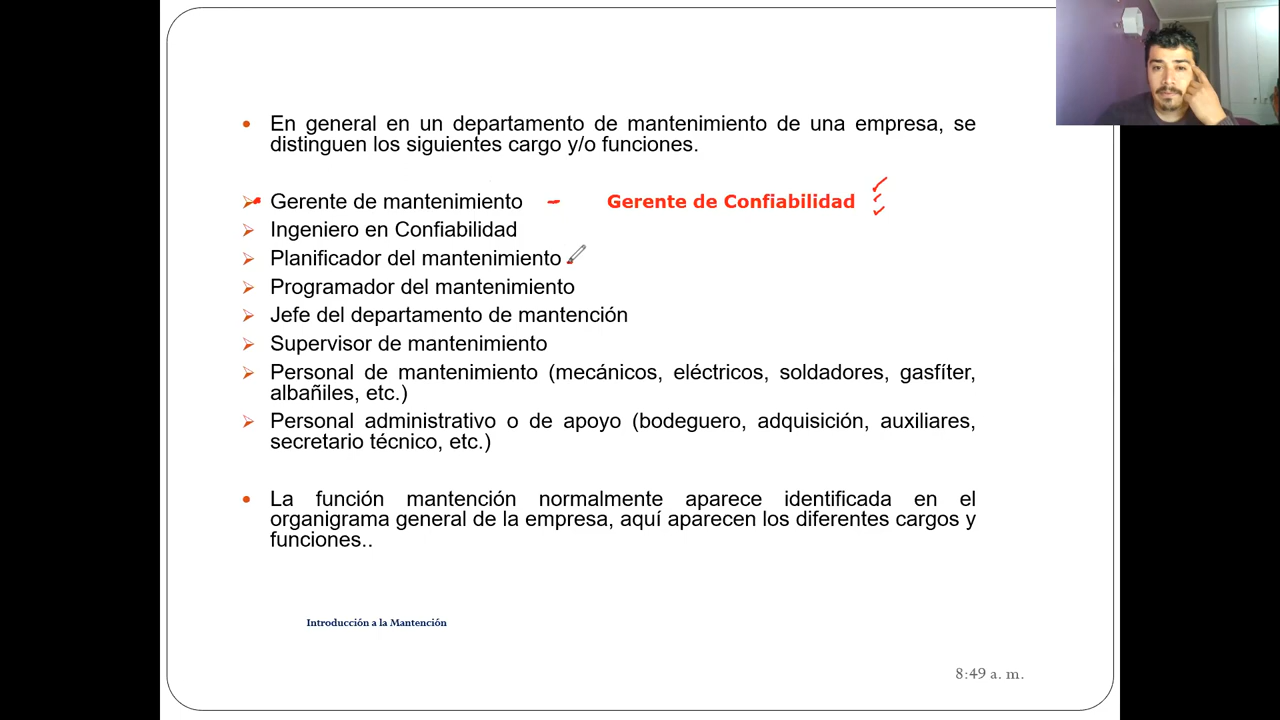 En general en un departamento de mantenimiento de una empresa, se
distinguen los siguientes cargo y/o funciones.
Gerente de mantenimiento - Gerente de Confiabilidad
Ingeniero en Confiabilidad
Planificador del mantenimiento
Programador del mantenimiento
Jefe del departamento de mantención
Supervisor de mantenimiento
Personal de mantenimiento (mecánicos, eléctricos, soldadores, gasfíter,
albañiles, etc.)
Personal administrativo o de apoyo (bodeguero, adquisición, auxiliares,
secretario técnico, etc.)
La función mantención normalmente aparece identificada en el
organigrama general de la empresa, aquí aparecen los diferentes cargos y
funciones..
Introducción a la Mantención
8:49 a. m.